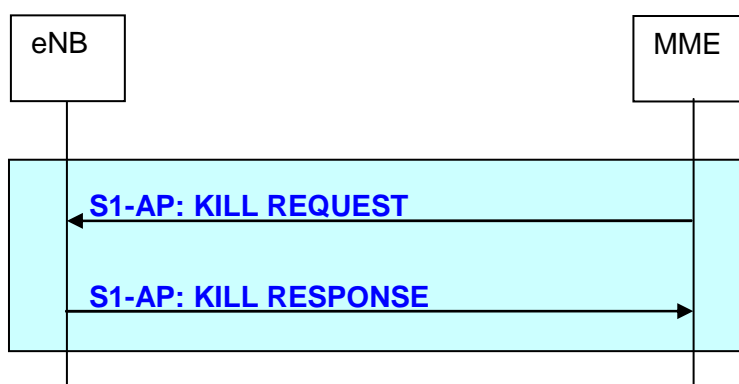 eNB
MME
S1-AP: KILL REQUEST
S1-AP: KILL RESPONSE